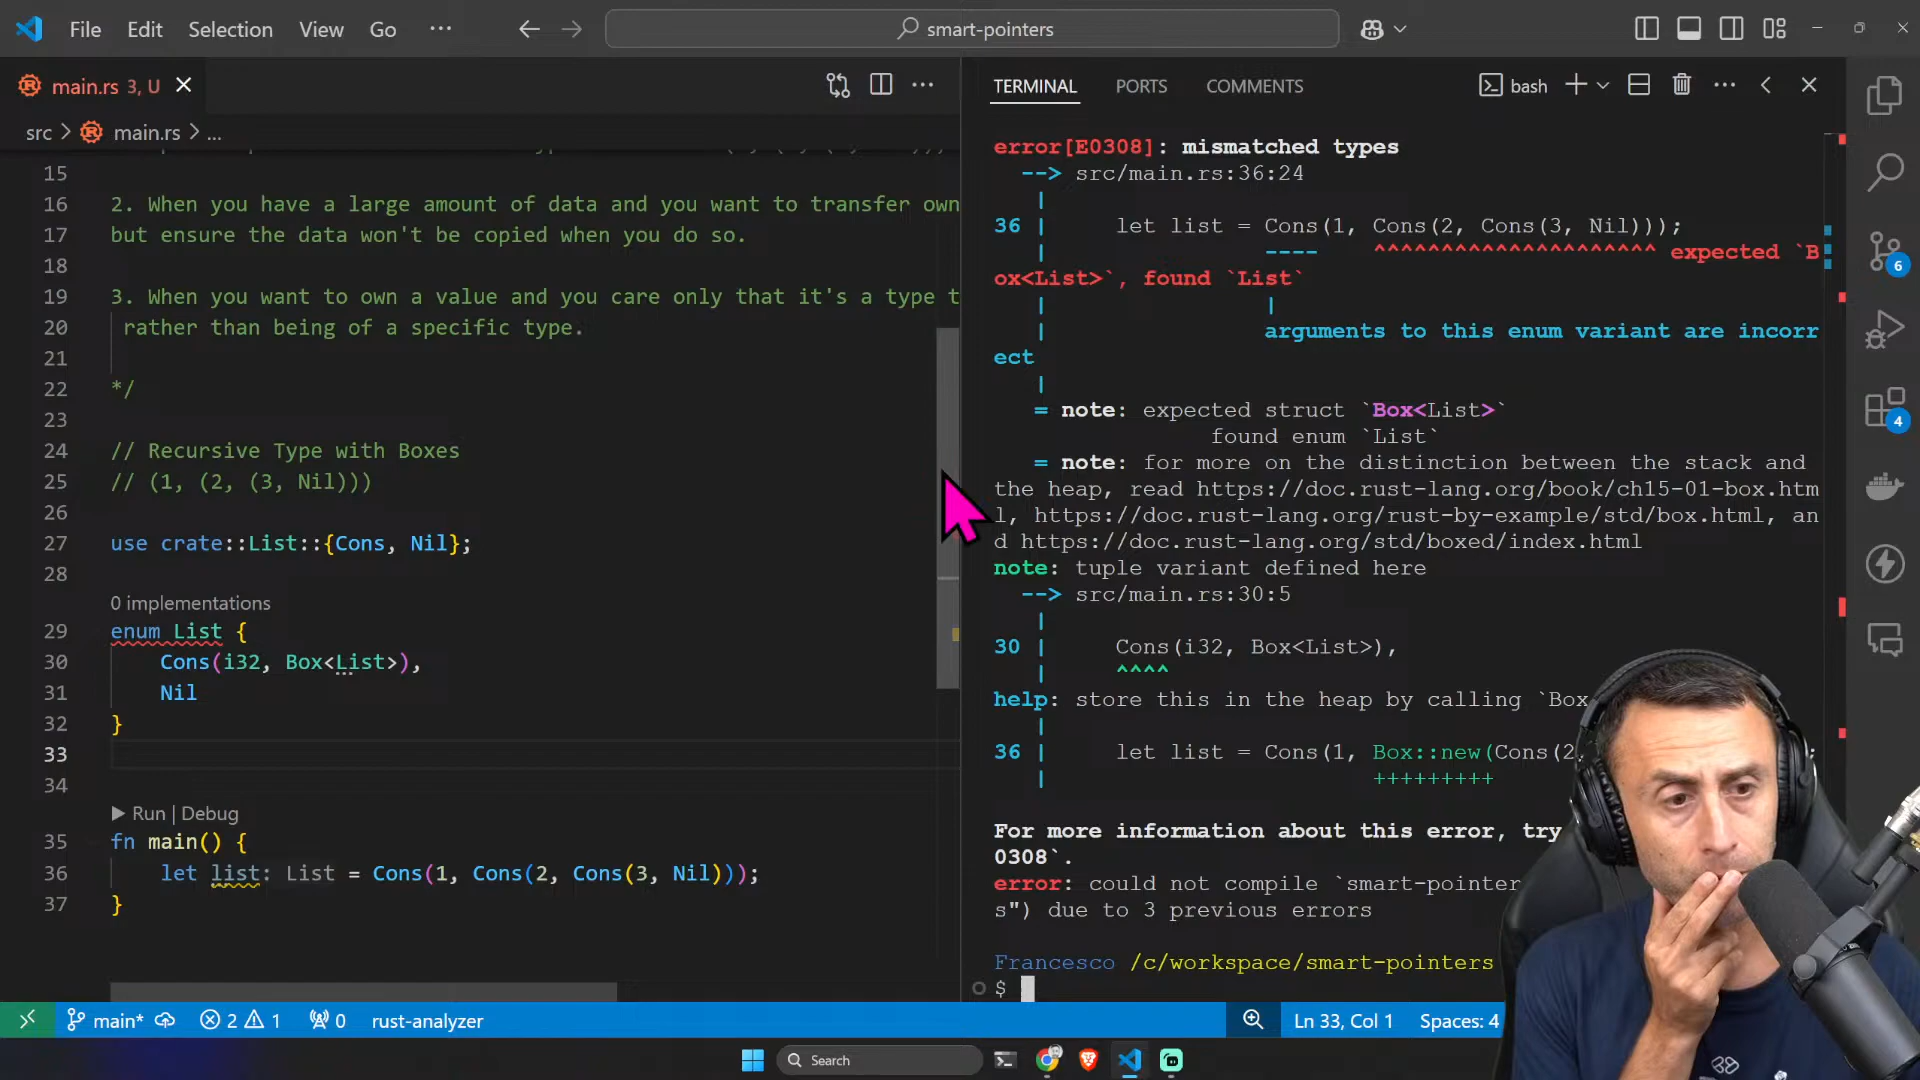 File Edit Selection View Go ··· smart-pointers
main.rs 3, U
src > main.rs > ...
15
16 2. When you have a large amount of data and you want to transfer own
17 but ensure the data won't be copied when you do so.
18
19 3. When you want to own a value and you care only that it's a type t
20 rather than being of a specific type.
21
22 */
23
24 // Recursive Type with Boxes
25 // (1, (2, (3, Nil)))
26
27 use crate::List::{Cons, Nil};
28
0 implementations
29 enum List {
30 Cons(i32, Box<List>),
31 Nil
32 }
33
34
Run | Debug
35 fn main() {
36 let list: List = Cons(1, Cons(2, Cons(3, Nil)));
37 }
TERMINAL PORTS COMMENTS bash
error[E0308]: mismatched types
--> src/main.rs:36:24
|
36 | let list = Cons(1, Cons(2, Cons(3, Nil)));
| ---- ^^^^^^^^^^^^^^^^^^^^^ expected `B
ox<List>`, found `List`
| |
| arguments to this enum variant are incorr
ect
|
= note: expected struct `Box<List>`
found enum `List`
= note: for more on the distinction between the stack and
the heap, read https://doc.rust-lang.org/book/ch15-01-box.htm
l, https://doc.rust-lang.org/rust-by-example/std/box.html, an
d https://doc.rust-lang.org/std/boxed/index.html
note: tuple variant defined here
--> src/main.rs:30:5
|
30 | Cons(i32, Box<List>),
| ^^^^
help: store this in the heap by calling `Box
|
36 | let list = Cons(1, Box::new(Cons(2, ;
| +++++++++
For more information about this error, try
0308`.
error: could not compile `smart-pointer
s") due to 3 previous errors
Francesco /c/workspace/smart-pointers
$
6
4
main* 2 1 0 rust-analyzer Ln 33, Col 1 Spaces: 4
Search